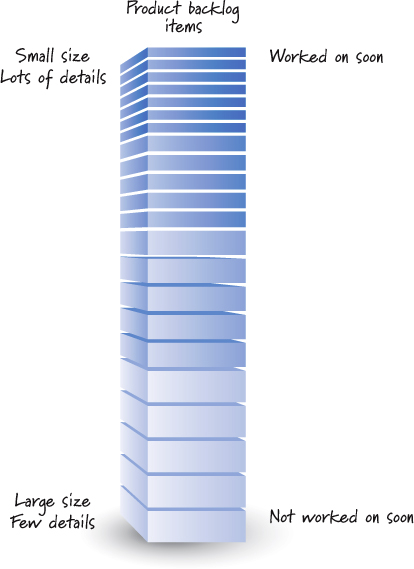 Product backlog
items
Small size
Lots of details
Worked on soon
Large size
Few details
Not worked on soon